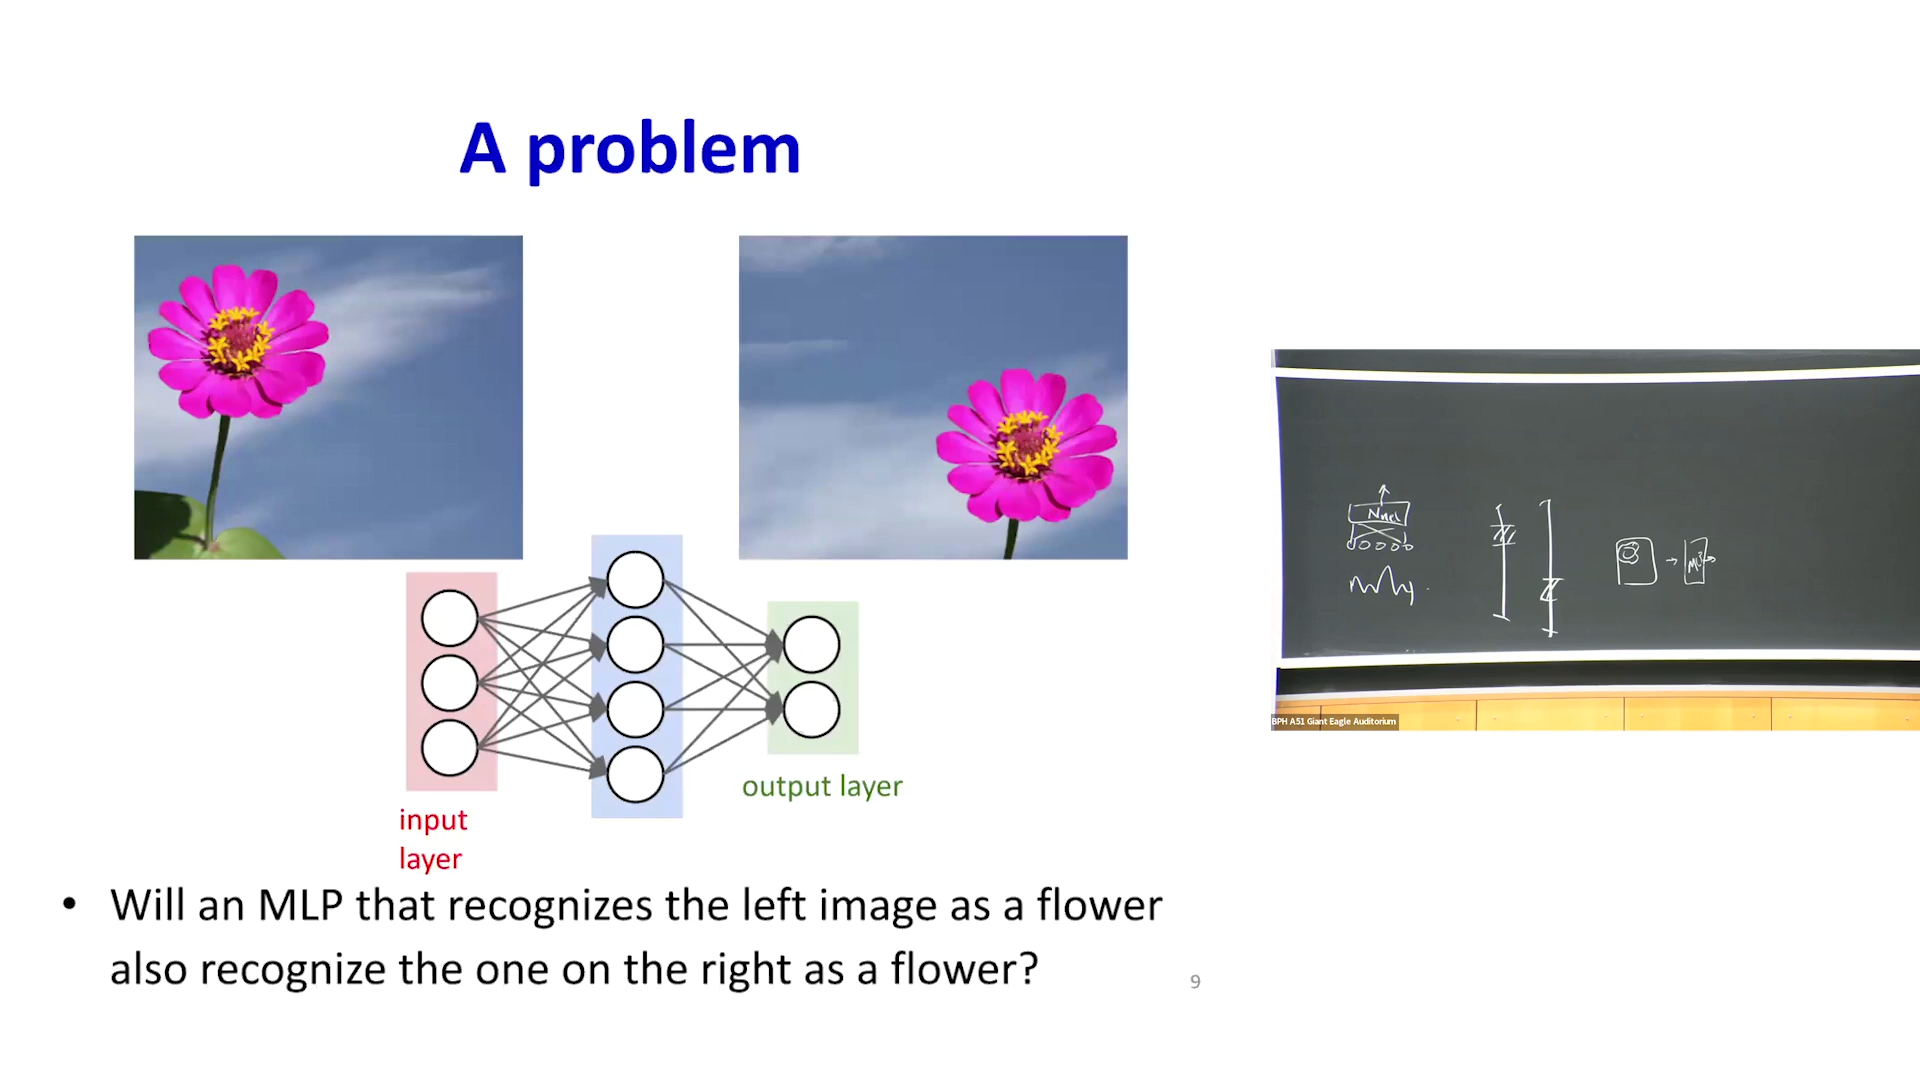 A problem
input
layer
output layer
• Will an MLP that recognizes the left image as a flower
also recognize the one on the right as a flower?
9
BPH A51 Giant Eagle Auditorium